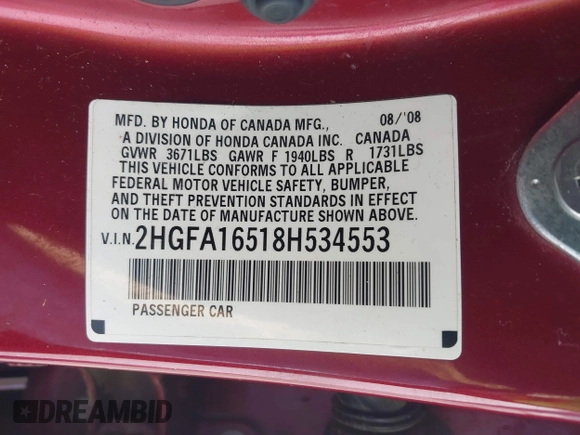 MFD. BY HONDA OF CANADA MFG., 08/'08
A DIVISION OF HONDA CANADA INC. CANADA
GVWR 3671LBS GAWR F 1940LBS R 1731LBS
THIS VEHICLE CONFORMS TO ALL APPLICABLE
FEDERAL MOTOR VEHICLE SAFETY, BUMPER,
AND THEFT PREVENTION STANDARDS IN EFFECT
ON THE DATE OF MANUFACTURE SHOWN ABOVE.
V.I.N. 2HGFA16518H534553
PASSENGER CAR
DREAMBID